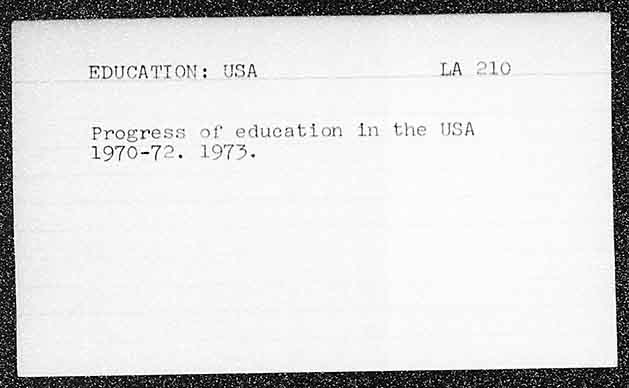 EDUCATION: USA LA 210
Progress of education in the USA
1970-72. 1973.